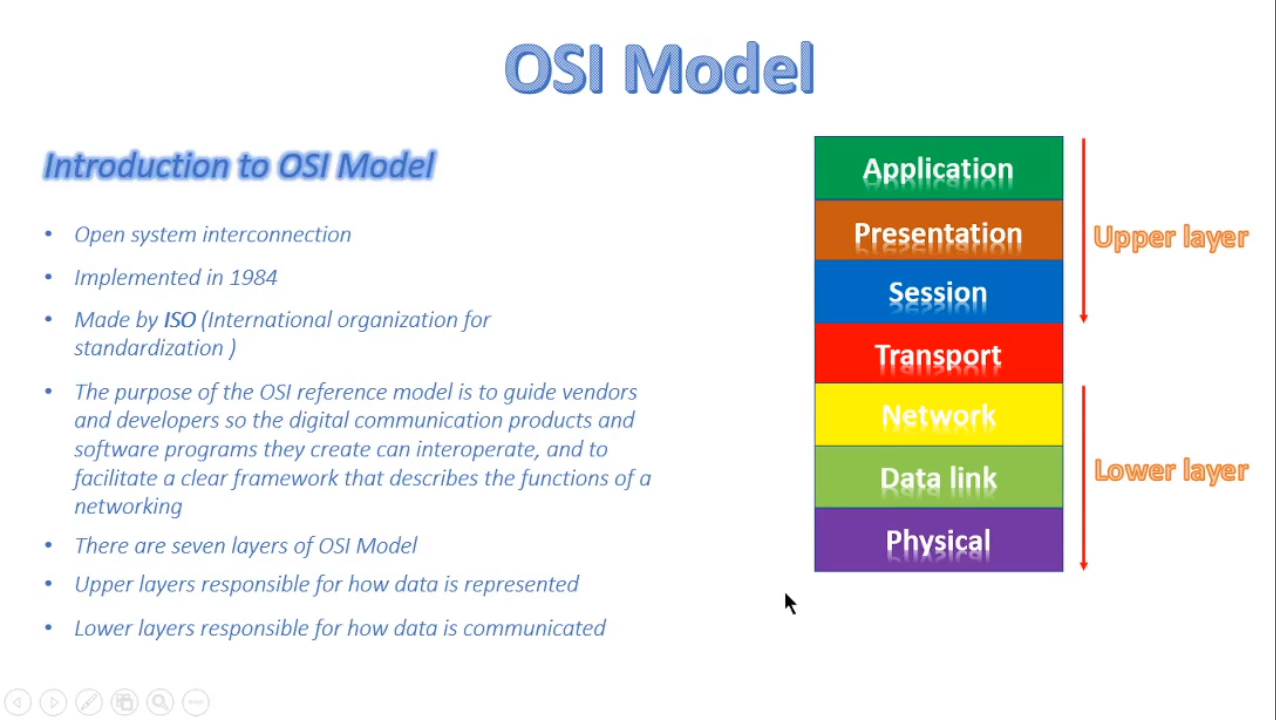 OSI Model
Introduction to OSI Model
• Open system interconnection
• Implemented in 1984
• Made by ISO (International organization for
standardization )
• The purpose of the OSI reference model is to guide vendors
and developers so the digital communication products and
software programs they create can interoperate, and to
facilitate a clear framework that describes the functions of a
networking
• There are seven layers of OSI Model
• Upper layers responsible for how data is represented
• Lower layers responsible for how data is communicated
Application
Presentation
Session
Transport
Network
Data link
Physical
Upper layer
Lower layer